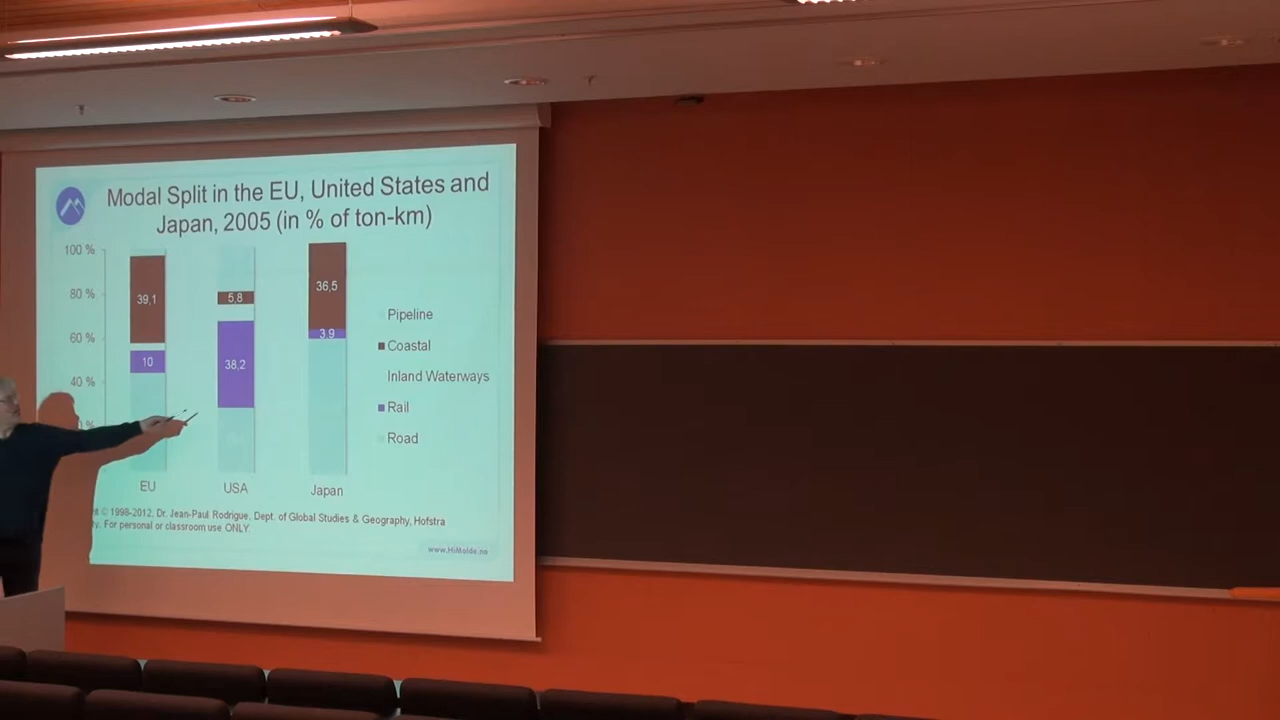 Modal Split in the EU, United States and
Japan, 2005 (in % of ton-km)
100 %
80 %
60 %
40 %
39,1
10
5,8
38,2
36,5
3,9
EU
USA
Japan
Pipeline
Coastal
Inland Waterways
Rail
Road
© 1998-2012, Dr. Jean-Paul Rodrigue, Dept. of Global Studies & Geography, Hofstra
For personal or classroom use ONLY.
www.HiMolde.no